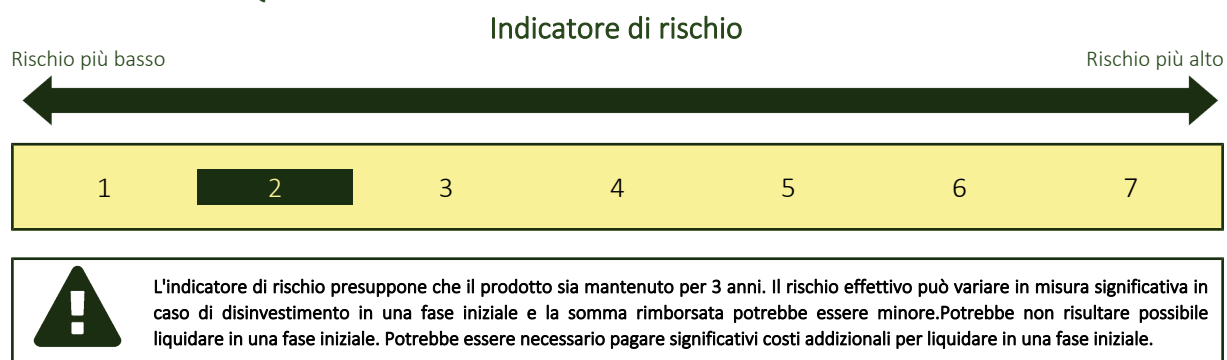 Indicatore di rischio
Rischio più basso
Rischio più alto
1 2 3 4 5 6 7
L'indicatore di rischio presuppone che il prodotto sia mantenuto per 3 anni. Il rischio effettivo può variare in misura significativa in
caso di disinvestimento in una fase iniziale e la somma rimborsata potrebbe essere minore.Potrebbe non risultare possibile
liquidare in una fase iniziale. Potrebbe essere necessario pagare significativi costi addizionali per liquidare in una fase iniziale.